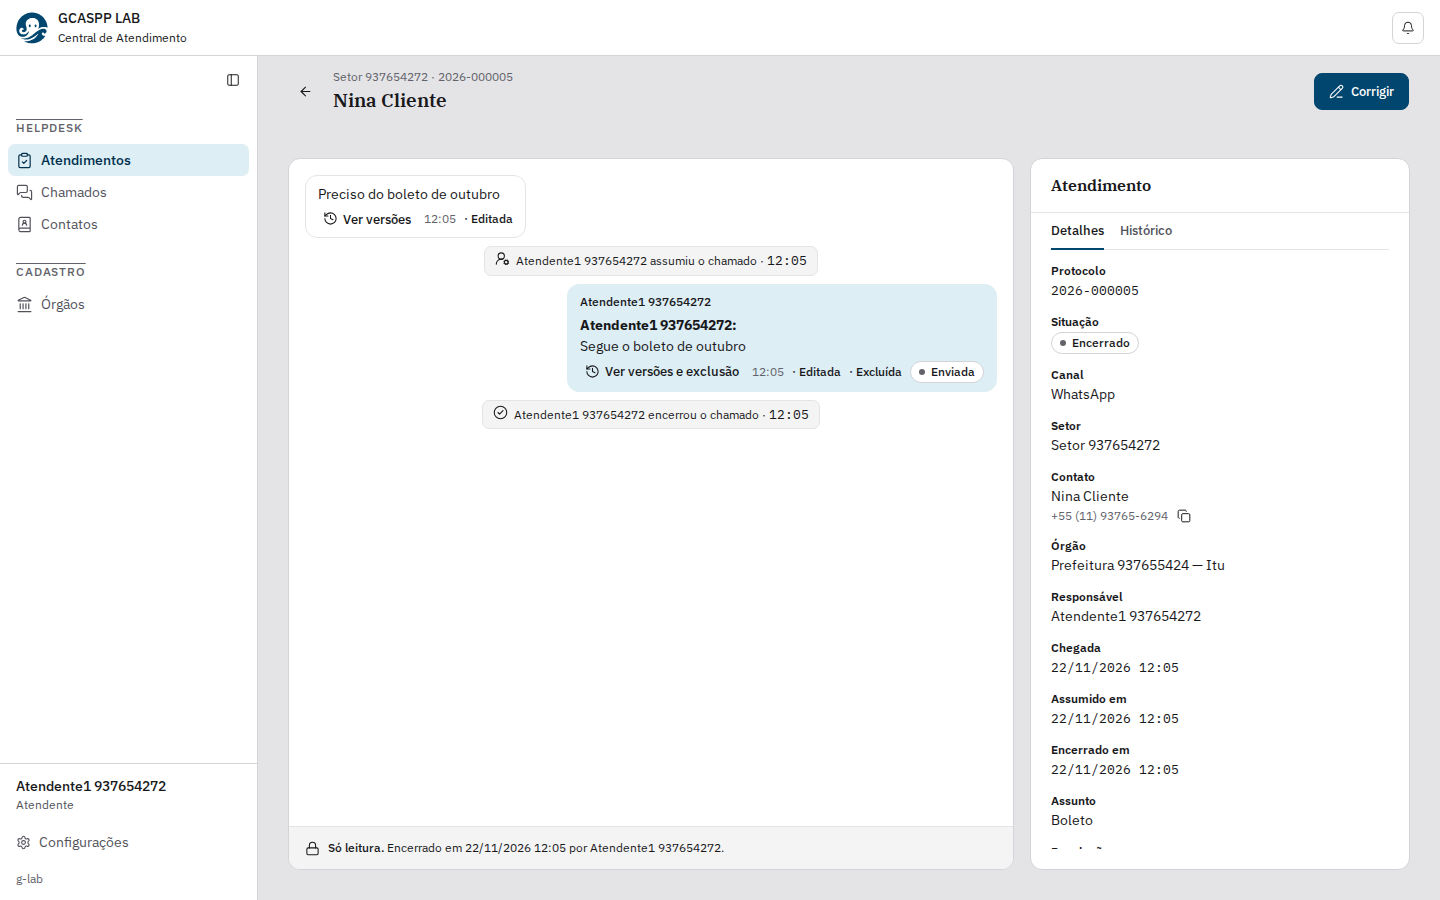 GCASPP LAB
Central de Atendimento
HELPDESK
Atendimentos
Chamados
Contatos
CADASTRO
Órgãos
Atendente1 937654272
Atendente
Configurações
g-lab
Setor 937654272 · 2026-000005
Nina Cliente
Corrigir
Preciso do boleto de outubro
Ver versões 12:05 · Editada
Atendente1 937654272 assumiu o chamado · 12:05
Atendente1 937654272
Atendente1 937654272:
Segue o boleto de outubro
Ver versões e exclusão 12:05 · Editada · Excluída Enviada
Atendente1 937654272 encerrou o chamado · 12:05
Só leitura. Encerrado em 22/11/2026 12:05 por Atendente1 937654272.
Atendimento
Detalhes Histórico
Protocolo
2026-000005
Situação
Encerrado
Canal
WhatsApp
Setor
Setor 937654272
Contato
Nina Cliente
+55 (11) 93765-6294
Órgão
Prefeitura 937655424 — Itu
Responsável
Atendente1 937654272
Chegada
22/11/2026 12:05
Assumido em
22/11/2026 12:05
Encerrado em
22/11/2026 12:05
Assunto
Boleto